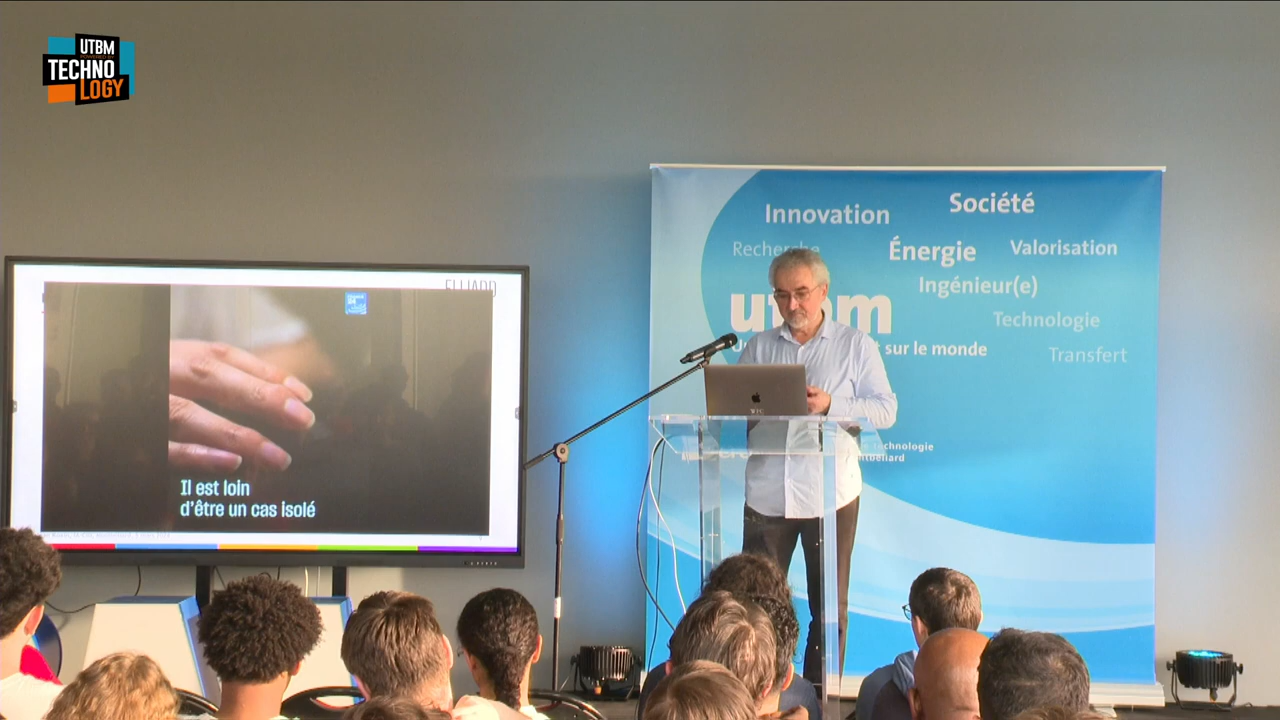 UTBM
TECHNO
LOGY
ELLIADD
Il est loin
d'être un cas isolé
Innovation
Société
Recherche
Énergie
Valorisation
Ingénieur(e)
utbm
Technologie
sur le monde
Transfert
technologie